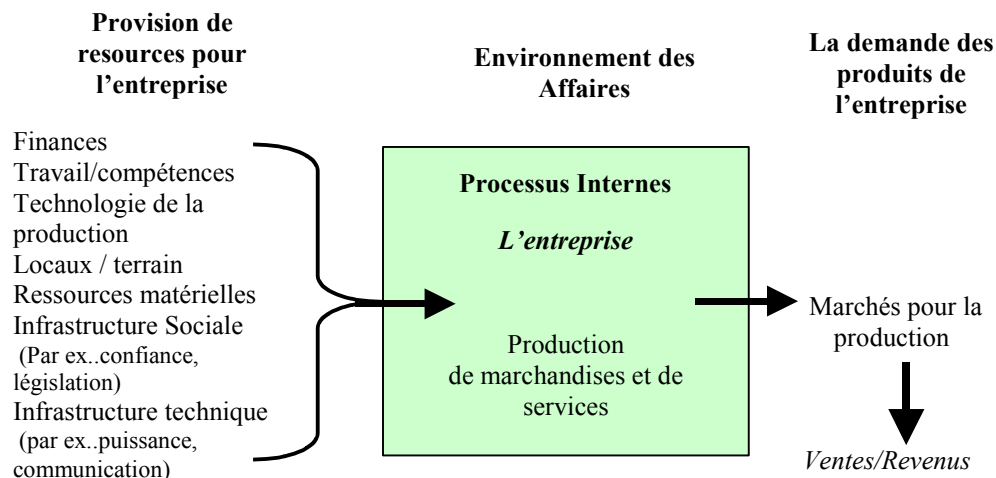 Provision de
resources pour
l’entreprise
Finances
Travail/compétences
Technologie de la
production
Locaux / terrain
Ressources matérielles
Infrastructure Sociale
(Par ex..confiance,
législation)
Infrastructure technique
(par ex..puissance,
communication)
Environnement des
Affaires
Processus Internes
L’entreprise
Production
de marchandises et de
services
La demande des
produits de
l’entreprise
Marchés pour la
production
Ventes/Revenus